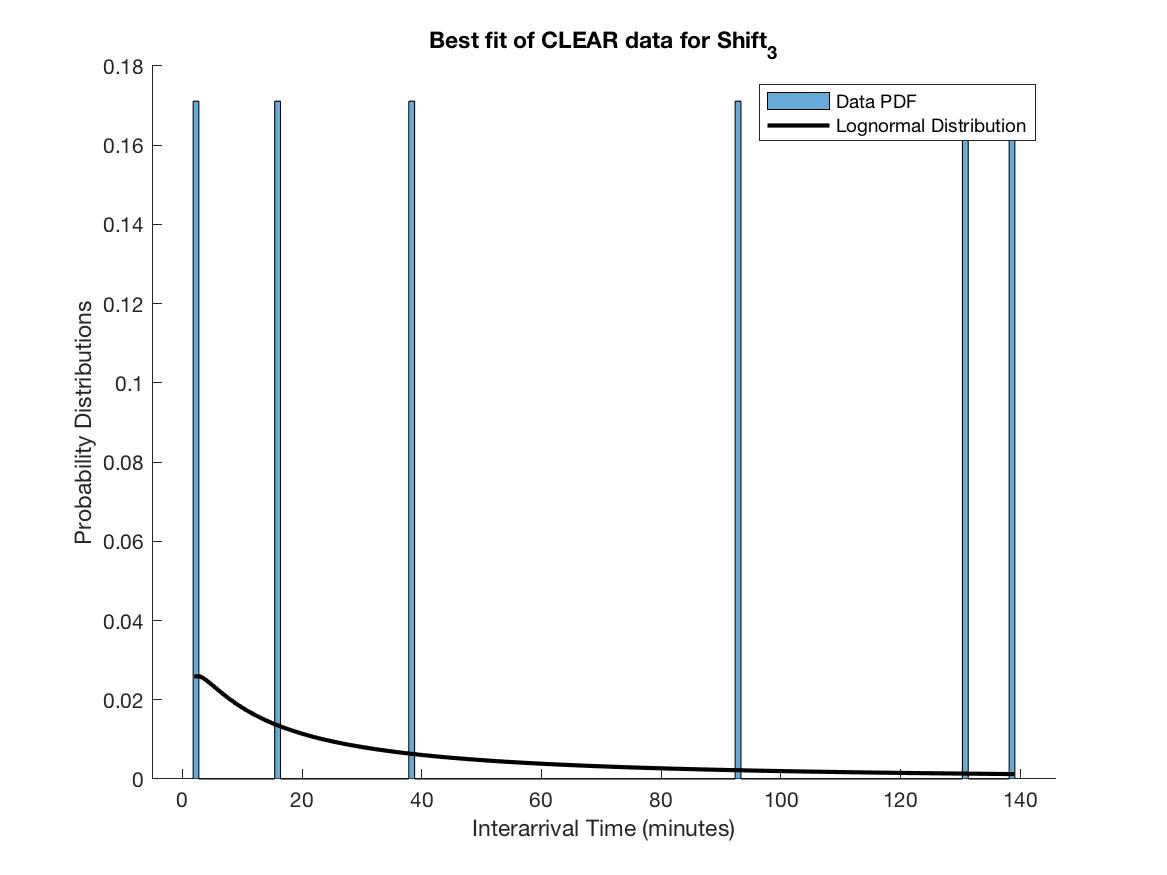 Best fit of CLEAR data for Shift₃
Data PDF
Lognormal Distribution
Probability Distributions
0.18
0.16
0.14
0.12
0.1
0.08
0.06
0.04
0.02
0
0 20 40 60 80 100 120 140
Interarrival Time (minutes)